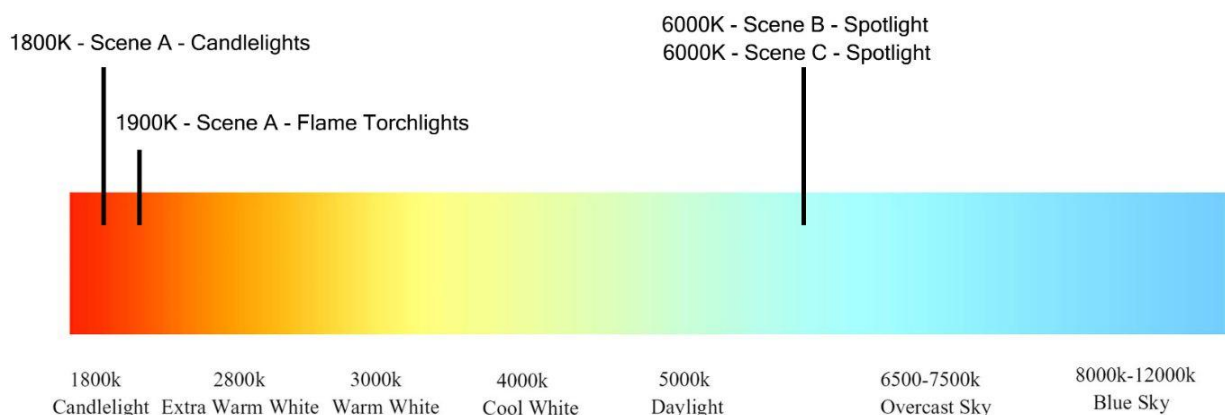 1800K - Scene A - Candlelights
1900K - Scene A - Flame Torchlights
6000K - Scene B - Spotlight
6000K - Scene C - Spotlight
1800k
Candlelight
2800k
Extra Warm White
3000k
Warm White
4000k
Cool White
5000k
Daylight
6500-7500k
Overcast Sky
8000k-12000k
Blue Sky